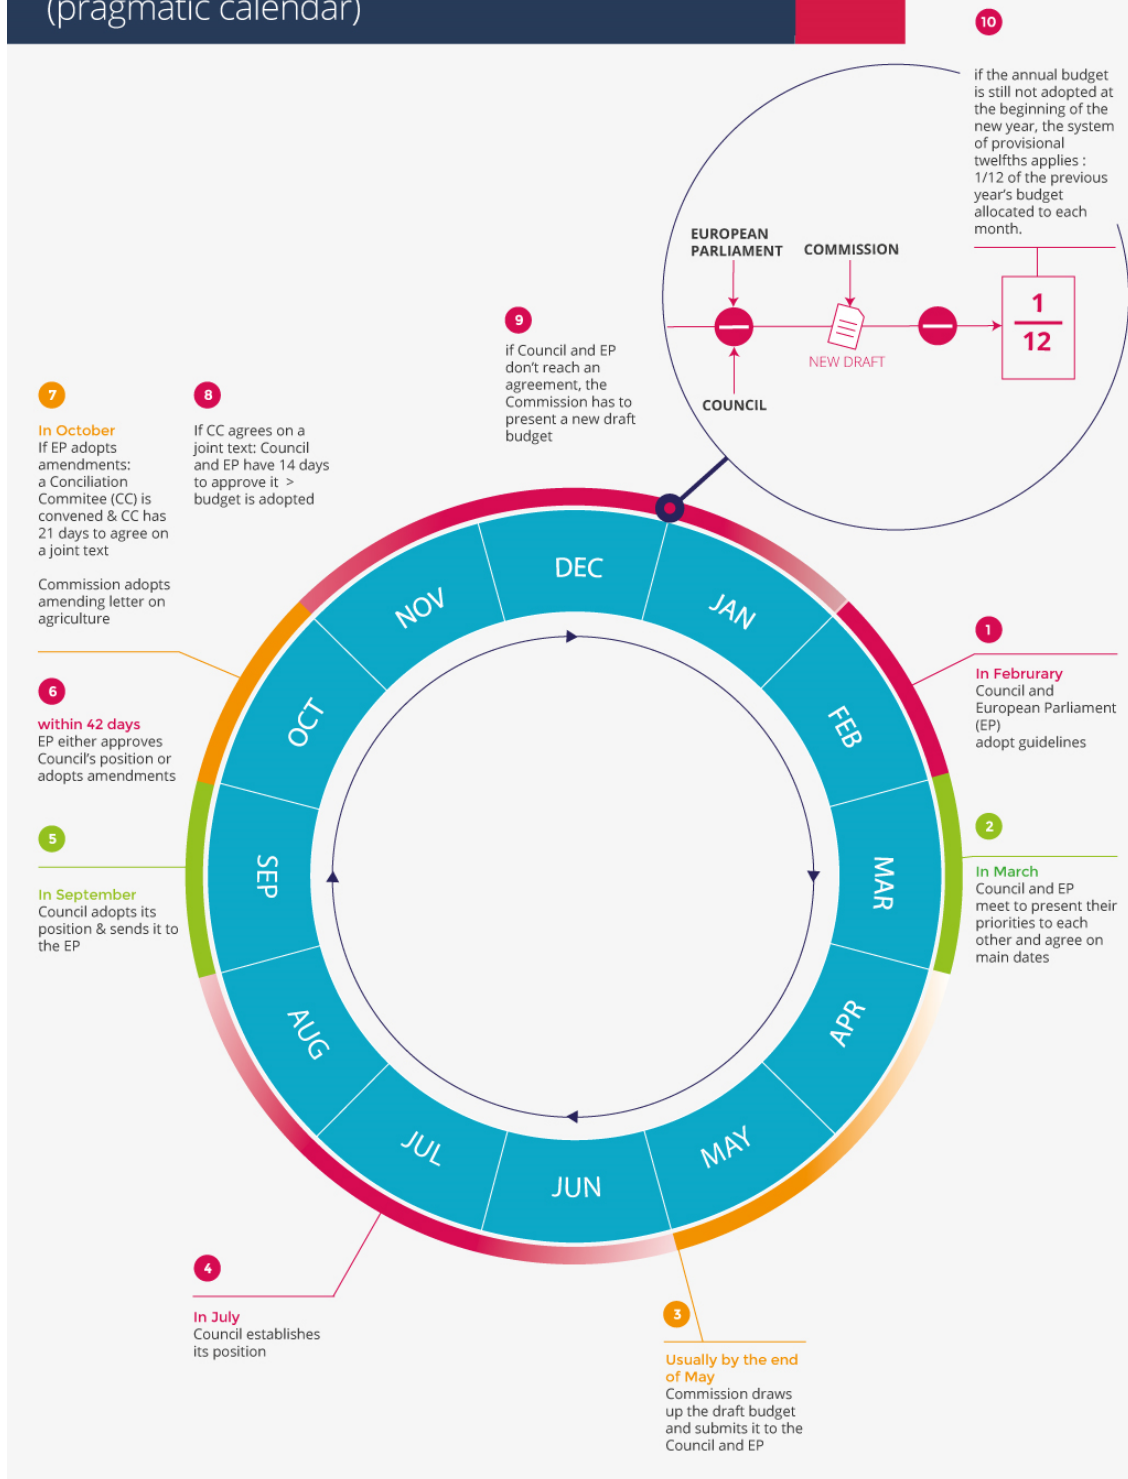 (pragmatic calendar)
10
if the annual budget
is still not adopted at
the beginning of the
new year, the system
of provisional
twelfths applies :
1/12 of the previous
year's budget
allocated to each
month.
EUROPEAN
PARLIAMENT
COMMISSION
1
12
NEW DRAFT
COUNCIL
9
if Council and EP
don't reach an
agreement, the
Commission has to
present a new draft
budget
7
In October
If EP adopts
amendments:
a Conciliation
Commitee (CC) is
convened & CC has
21 days to agree on
a joint text
Commission adopts
amending letter on
agriculture
8
If CC agrees on a
joint text: Council
and EP have 14 days
to approve it >
budget is adopted
6
within 42 days
EP either approves
Council's position or
adopts amendments
5
In September
Council adopts its
position & sends it to
the EP
DEC
JAN
FEB
MAR
APR
MAY
JUN
JUL
AUG
SEP
OCT
NOV
1
In Februrary
Council and
European Parliament
(EP)
adopt guidelines
2
In March
Council and EP
meet to present their
priorities to each
other and agree on
main dates
4
In July
Council establishes
its position
3
Usually by the end
of May
Commission draws
up the draft budget
and submits it to the
Council and EP